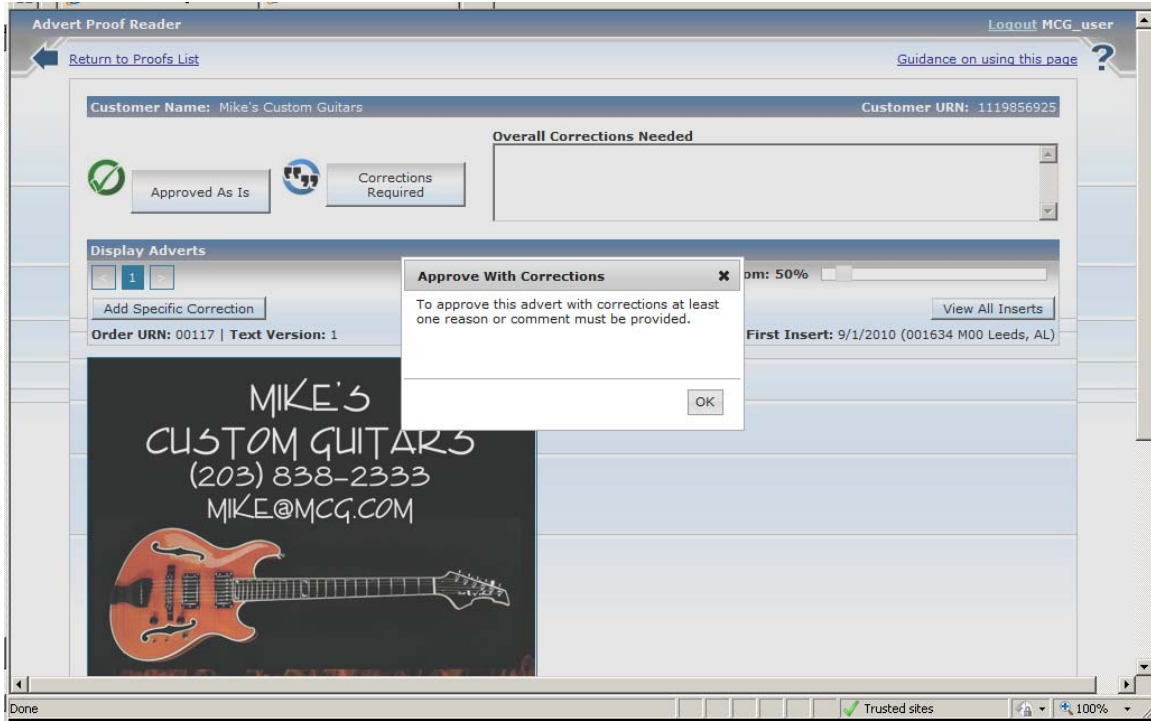 Advert Proof Reader
Logout MCG_user
Return to Proofs List
Guidance on using this page
?
Customer Name: Mike's Custom Guitars
Customer URN: 1119856925
Overall Corrections Needed
Approved As Is
Corrections
Required
Display Adverts
< 1 >
om: 50%
Add Specific Correction
View All Inserts
Order URN: 00117 | Text Version: 1
First Insert: 9/1/2010 (001634 M00 Leeds, AL)
Approve With Corrections
To approve this advert with corrections at least
one reason or comment must be provided.
OK
MIKE'S
CUSTOM GUITARS
(203) 838-2333
MIKE@MCG.COM
Done
Trusted sites
100%